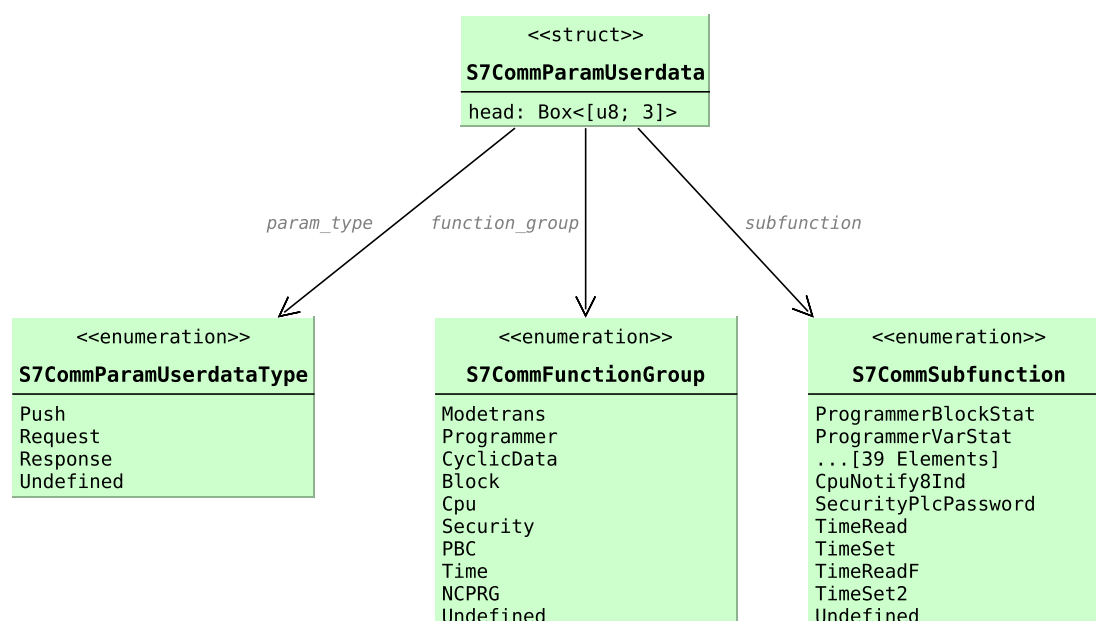 <<struct>>
S7CommParamUserdata
head: Box<[u8; 3]>
param_type
function_group
subfunction
<<enumeration>>
S7CommParamUserdataType
Push
Request
Response
Undefined
<<enumeration>>
S7CommFunctionGroup
Modetrans
Programmer
CyclicData
Block
Cpu
Security
PBC
Time
NCPRG
Undefined
<<enumeration>>
S7CommSubfunction
ProgrammerBlockStat
ProgrammerVarStat
...[39 Elements]
CpuNotify8Ind
SecurityPlcPassword
TimeRead
TimeSet
TimeReadF
TimeSet2
Undefined